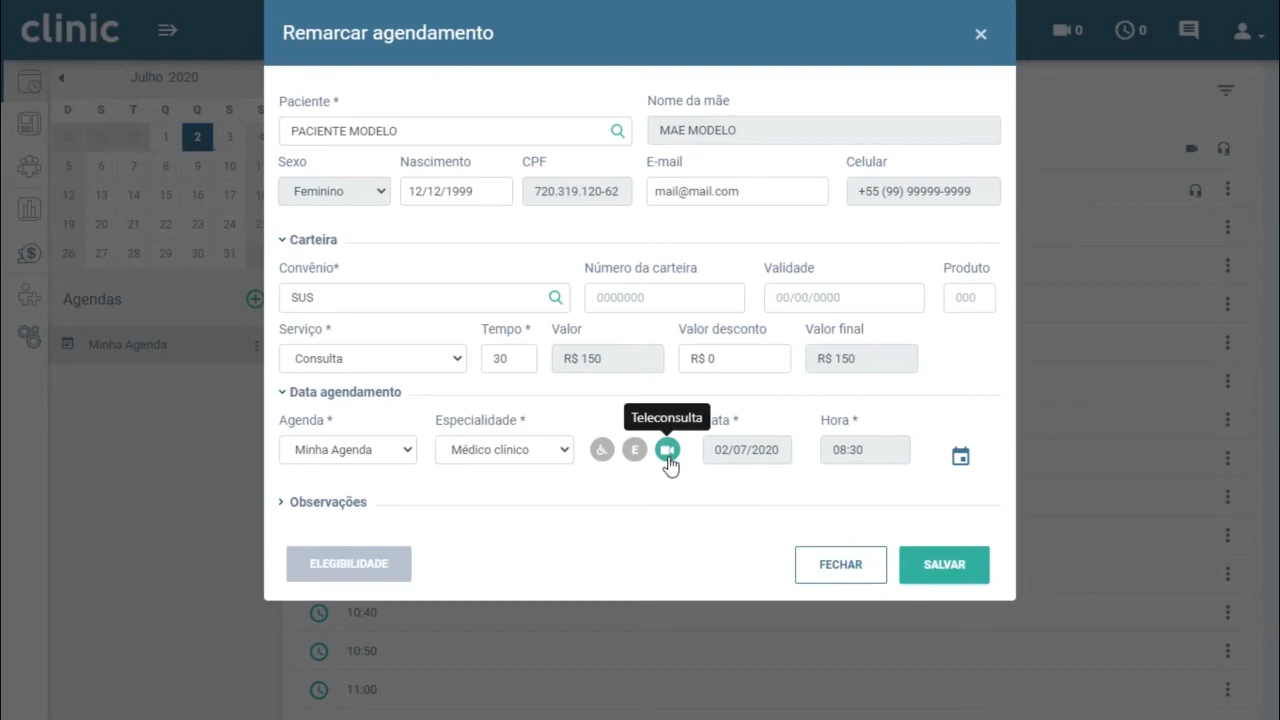 clinic
Remarcar agendamento
0
0
Julho 2020
D S T Q Q S S
1 2 3 4
5 6 7 8 9 10
12 13 14 15 16 17
19 20 21 22 23 24
26 27 28 29 30 31
Agendas
Minha Agenda
Paciente *
Nome da mãe
PACIENTE MODELO
MAE MODELO
Sexo
Nascimento
CPF
E-mail
Celular
Feminino
12/12/1999
720.319.120-62
mail@mail.com
+55 (99) 99999-9999
Carteira
Convênio*
Número da carteira
Validade
Produto
SUS
0000000
00/00/0000
000
Serviço *
Tempo *
Valor
Valor desconto
Valor final
Consulta
30
R$ 150
R$ 0
R$ 150
Data agendamento
Teleconsulta
Agenda *
Especialidade *
ata *
Hora *
Minha Agenda
Médico clínico
E
02/07/2020
08:30
Observações
ELEGIBILIDADE
FECHAR
SALVAR
10:40
10:50
11:00